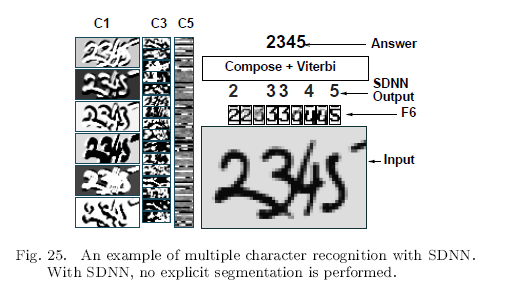 C1 C3 C5
2345 Answer
Compose + Viterbi
2 3 3 4 5 SDNN Output
F6
2345 Input
Fig. 25. An example of multiple character recognition with SDNN.
With SDNN, no explicit segmentation is performed.